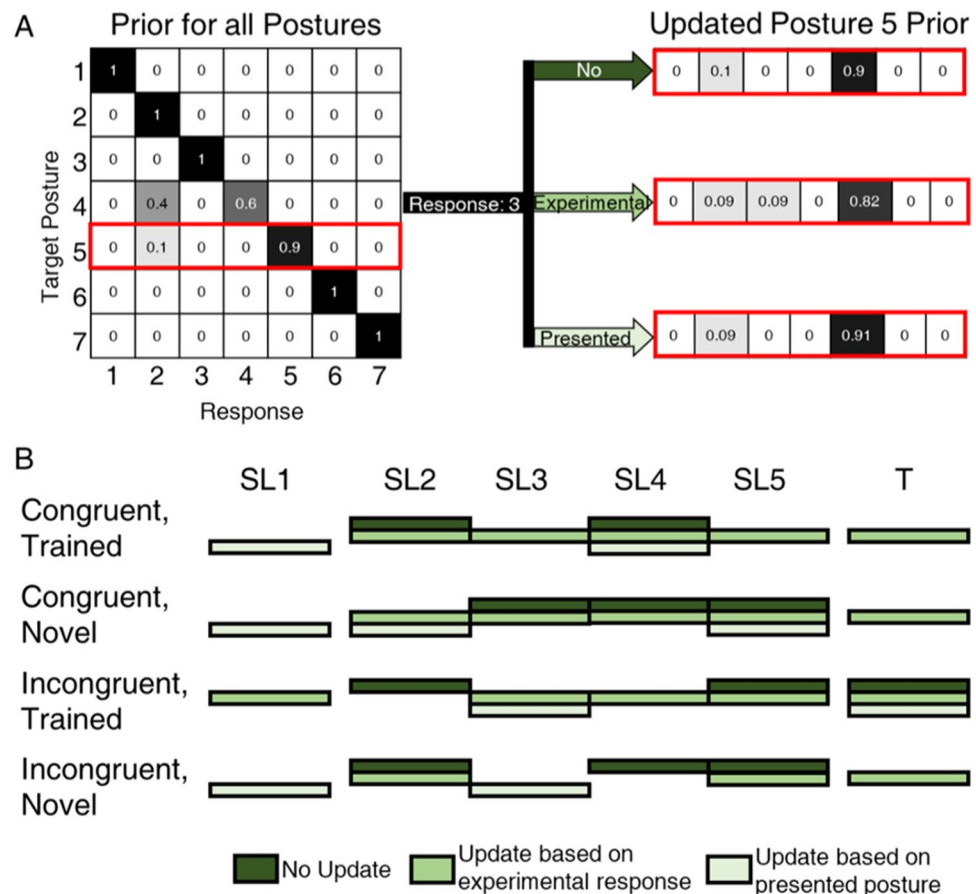 A
Prior for all Postures
Updated Posture 5 Prior
Target Posture
1 1 0 0 0 0 0 0
2 0 1 0 0 0 0 0
3 0 0 1 0 0 0 0
4 0 0.4 0 0.6 0 0 0
5 0 0.1 0 0 0.9 0 0
6 0 0 0 0 0 1 0
7 0 0 0 0 0 0 1
1 2 3 4 5 6 7
Response
Response: 3
No
0 0.1 0 0 0.9 0 0
Experimental
0 0.09 0.09 0 0.82 0 0
Presented
0 0.09 0 0 0.91 0 0
B
SL1 SL2 SL3 SL4 SL5 T
Congruent,
Trained
Congruent,
Novel
Incongruent,
Trained
Incongruent,
Novel
No Update
Update based on
experimental response
Update based on
presented posture